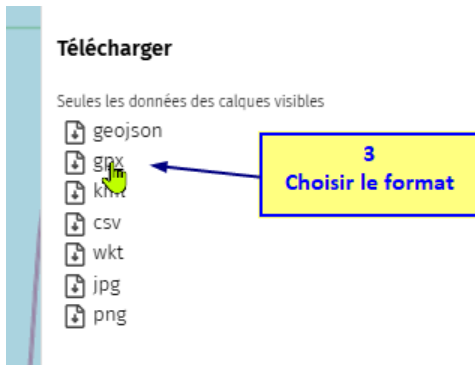 Télécharger
Seules les données des calques visibles
geojson
gpx
3
Choisir le format
kml
csv
wkt
jpg
png